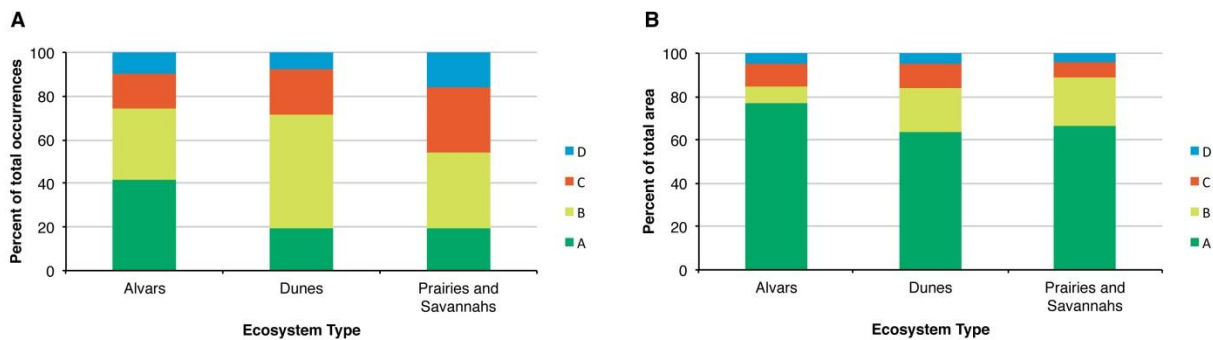 A
Percent of total occurrences
100
80
60
40
20
0
Alvars
Dunes
Prairies and
Savannahs
Ecosystem Type
D
C
B
A
B
Percent of total area
100
80
60
40
20
0
Alvars
Dunes
Prairies and
Savannahs
Ecosystem Type
D
C
B
A